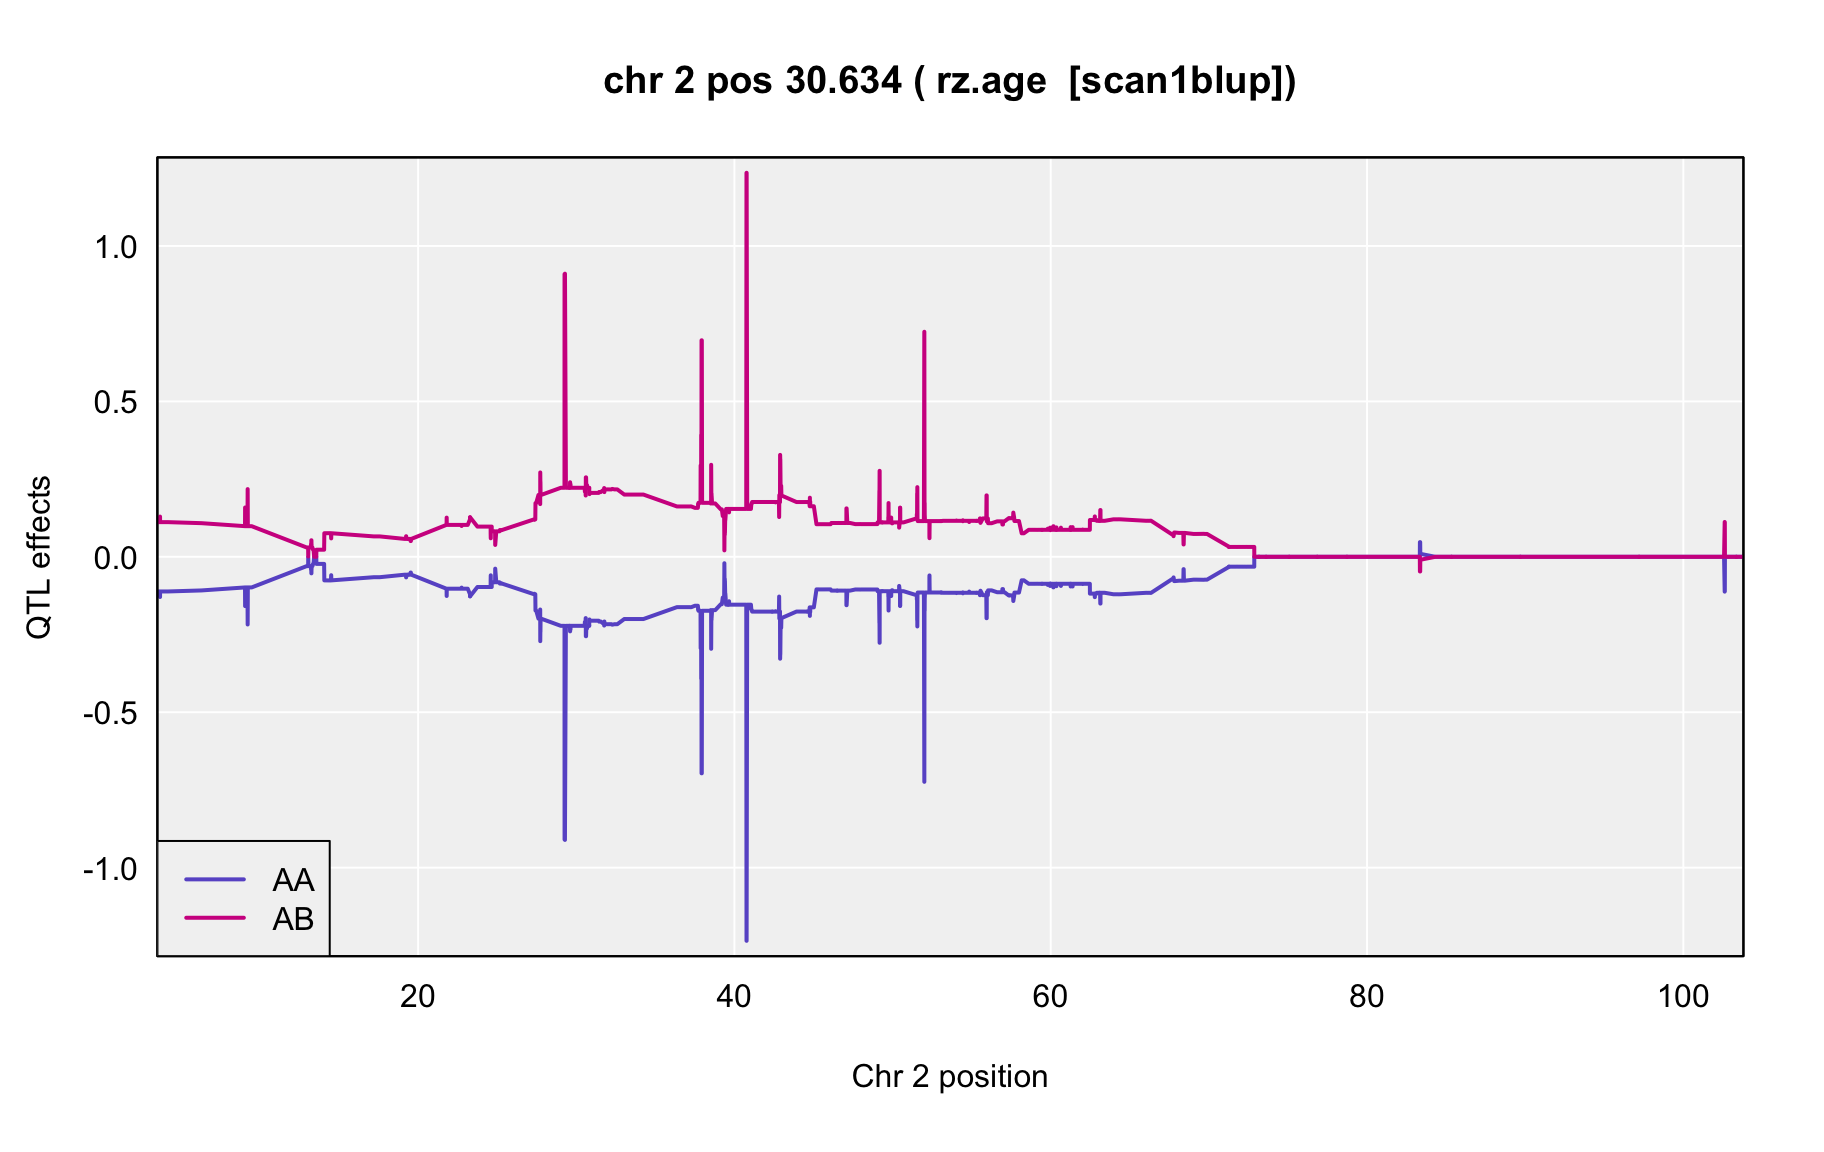 chr 2 pos 30.634 ( rz.age  [scan1blup])
QTL effects
1.0
0.5
0.0
-0.5
-1.0
AA
AB
20 40 60 80 100
Chr 2 position